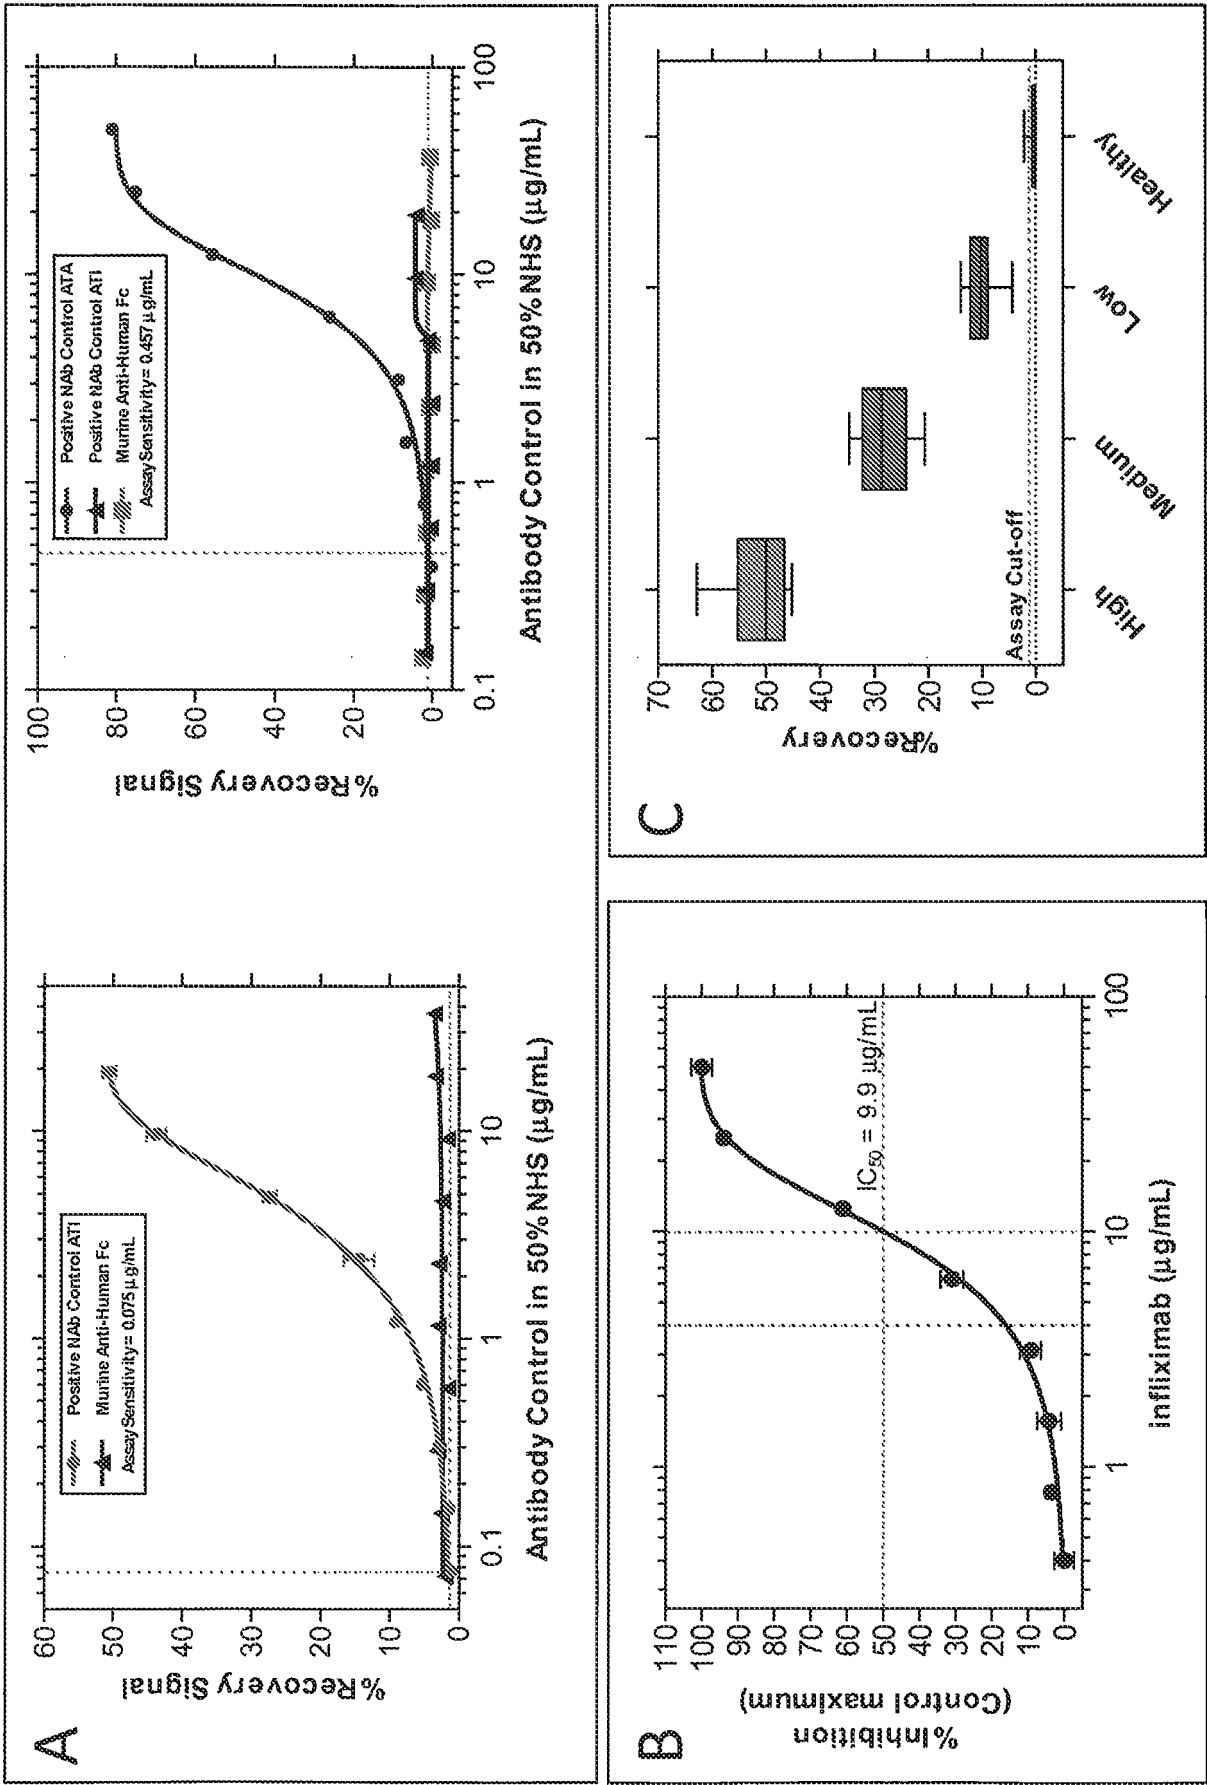 A
%Recovery Signal
60
50
40
30
20
10
0
Positive NAb Control ATI
Murine Anti-Human Fc
Assay Sensitivity= 0.075 µg/mL
0.1
1
10
Antibody Control in 50% NHS (µg/mL)
%Recovery Signal
100
80
60
40
20
0
Positive NAb Control ATA
Positive NAb Control ATI
Murine Anti-Human Fc
Assay Sensitivity= 0.457 µg/mL
0.1
1
10
100
Antibody Control in 50% NHS (µg/mL)
B
%Inhibition
(Control maximum)
110
100
90
80
70
60
50
40
30
20
10
0
IC50 = 9.9 µg/mL
1
10
100
infliximab (µg/mL)
C
%Recovery
70
60
50
40
30
20
10
0
Assay Cut-off
High
Medium
Low
Healthy